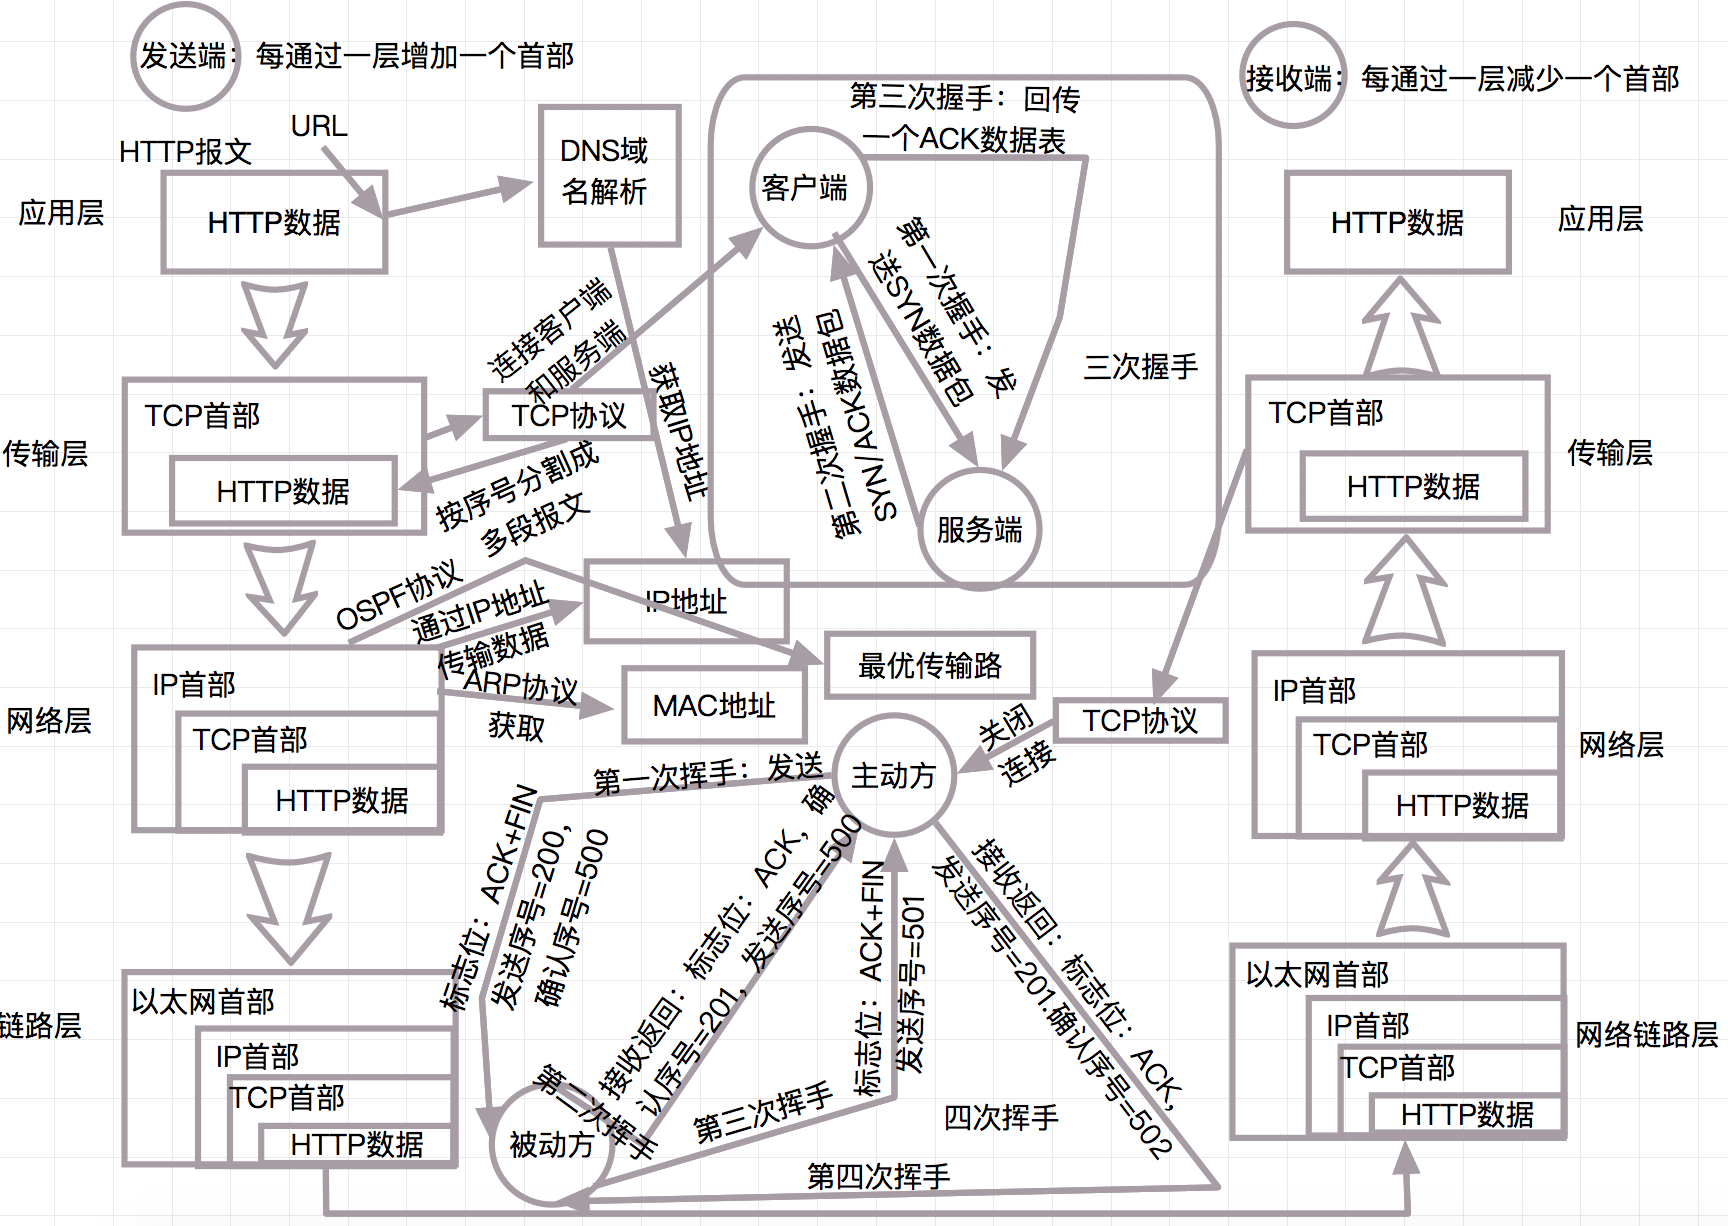 发送端：每通过一层增加一个首部
接收端：每通过一层减少一个首部
URL
HTTP报文
HTTP数据
应用层
DNS域
名解析
第三次握手：回传
一个ACK数据表
客户端
第一次握手：发
送SYN数据包
第二次握手：发送
SYN/ACK数据包
服务端
三次握手
HTTP数据
应用层
连接客户端
和服务端
获取IP地址
TCP首部
HTTP数据
传输层
TCP协议
按序号分割成
多段报文
TCP首部
HTTP数据
传输层
OSPF协议
通过IP地址
传输数据
IP地址
ARP协议
获取
MAC地址
最优传输路
IP首部
TCP首部
HTTP数据
网络层
TCP协议
关闭
连接
主动方
IP首部
TCP首部
HTTP数据
网络层
第一次挥手：发送
标志位：ACK+FIN
发送序号=200，
确认序号=500
第二次挥手
接收返回：标志位：ACK，确
认序号=201，发送序号=500
第三次挥手
标志位：ACK+FIN
发送序号=501
接收返回：标志位：ACK，
发送序号=201.确认序号=502
四次挥手
第四次挥手
被动方
以太网首部
IP首部
TCP首部
HTTP数据
链路层
以太网首部
IP首部
TCP首部
HTTP数据
网络链路层